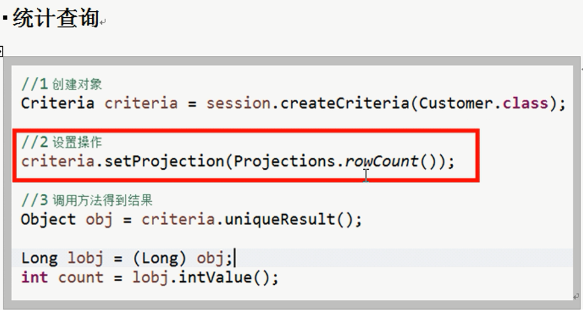 统计查询
//1 创建对象
Criteria criteria = session.createCriteria(Customer.class);
//2 设置操作
criteria.setProjection(Projections.rowCount());
//3 调用方法得到结果
Object obj = criteria.uniqueResult();
Long lobj = (Long) obj;
int count = lobj.intValue();